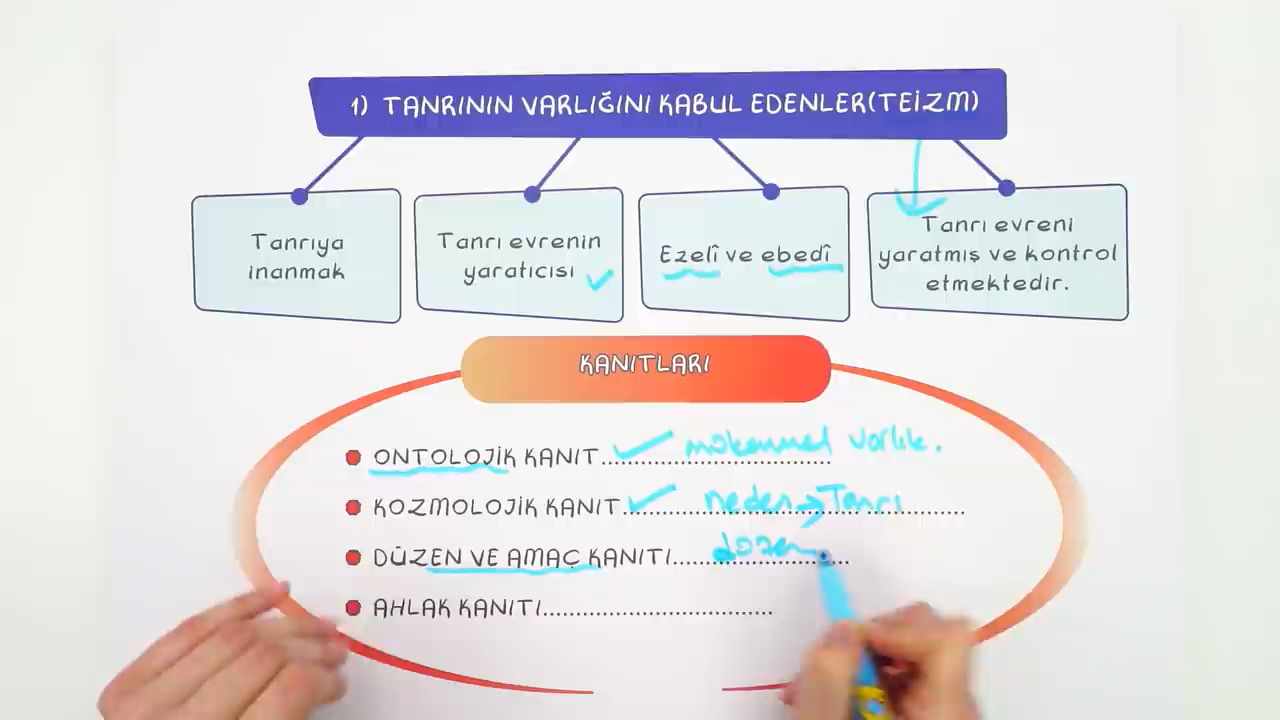 1) TANRININ VARLIĞINI KABUL EDENLER(TEİZM)
Tanrıya
inanmak
Tanrı evrenin
yaratıcısı
Ezelî ve ebedî
Tanrı evreni
yaratmış ve kontrol
etmektedir.
KANITLARI
ONTOLOJİK KANIT mükemmel varlık.
KOZMOLOJİK KANIT neden → Tanrı
DÜZEN VE AMAÇ KANITI düzen
AHLAK KANITI